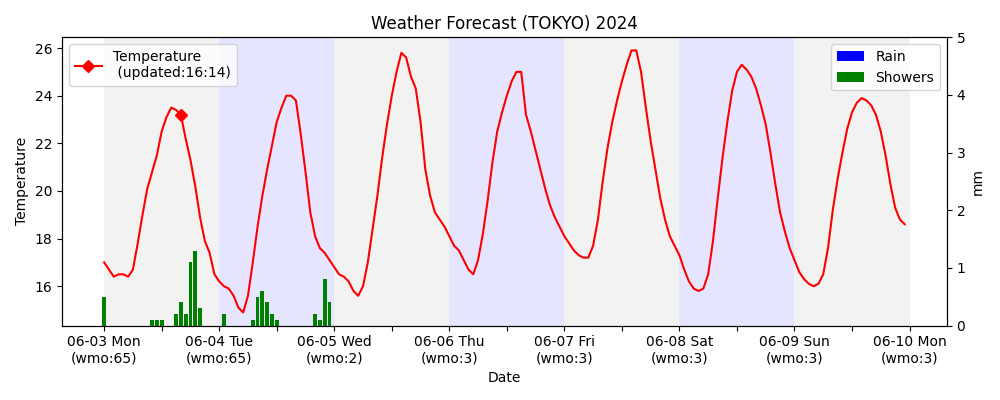 Weather Forecast (TOKYO) 2024
Temperature
(updated:16:14)
Rain
Showers
26
24
22
20
18
16
Temperature
5
4
3
2
1
0
mm
06-03 Mon
(wmo:65)
06-04 Tue
(wmo:65)
06-05 Wed
(wmo:2)
06-06 Thu
(wmo:3)
06-07 Fri
(wmo:3)
06-08 Sat
(wmo:3)
06-09 Sun
(wmo:3)
06-10 Mon
(wmo:3)
Date